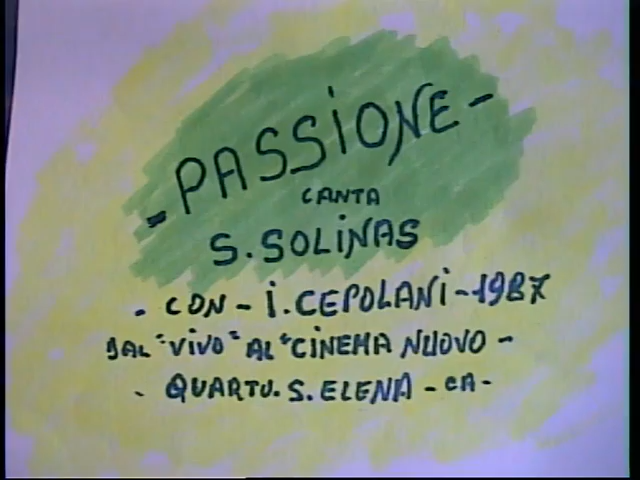 - PASSiONE -
CANTA
S. SOLiNAS
- CON - i. CEPOLANi - 1987
DAL "VIVO" AL "CINEMA NUOVO -
- QUARTU. S. ELENA - CA -